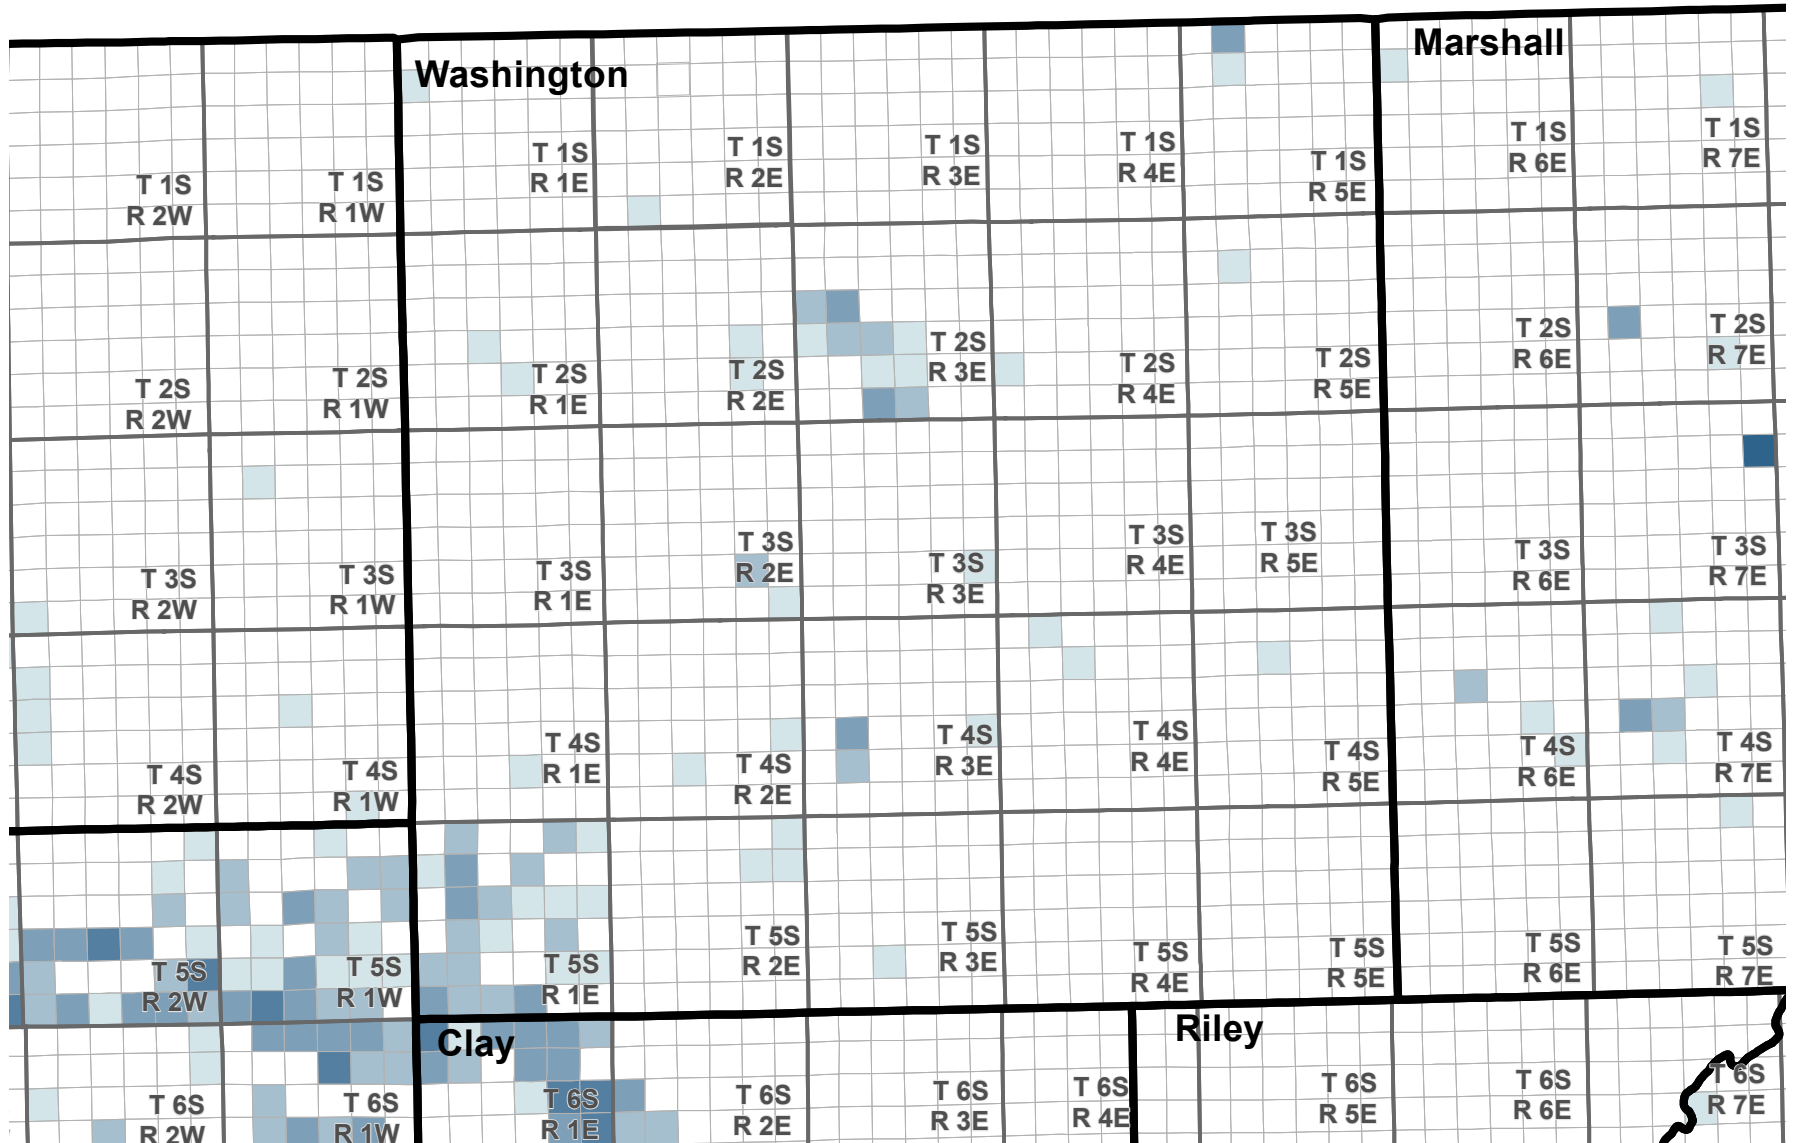 Washington
Marshall
T 1S
R 2W
T 1S
R 1W
T 1S
R 1E
T 1S
R 2E
T 1S
R 3E
T 1S
R 4E
T 1S
R 5E
T 1S
R 6E
T 1S
R 7E
T 2S
R 2W
T 2S
R 1W
T 2S
R 1E
T 2S
R 2E
T 2S
R 3E
T 2S
R 4E
T 2S
R 5E
T 2S
R 6E
T 2S
R 7E
T 3S
R 2W
T 3S
R 1W
T 3S
R 1E
T 3S
R 2E
T 3S
R 3E
T 3S
R 4E
T 3S
R 5E
T 3S
R 6E
T 3S
R 7E
T 4S
R 2W
T 4S
R 1W
T 4S
R 1E
T 4S
R 2E
T 4S
R 3E
T 4S
R 4E
T 4S
R 5E
T 4S
R 6E
T 4S
R 7E
T 5S
R 2W
T 5S
R 1W
T 5S
R 1E
T 5S
R 2E
T 5S
R 3E
T 5S
R 4E
T 5S
R 5E
T 5S
R 6E
T 5S
R 7E
Clay
Riley
T 6S
R 2W
T 6S
R 1W
T 6S
R 1E
T 6S
R 2E
T 6S
R 3E
T 6S
R 4E
T 6S
R 5E
T 6S
R 6E
T 6S
R 7E